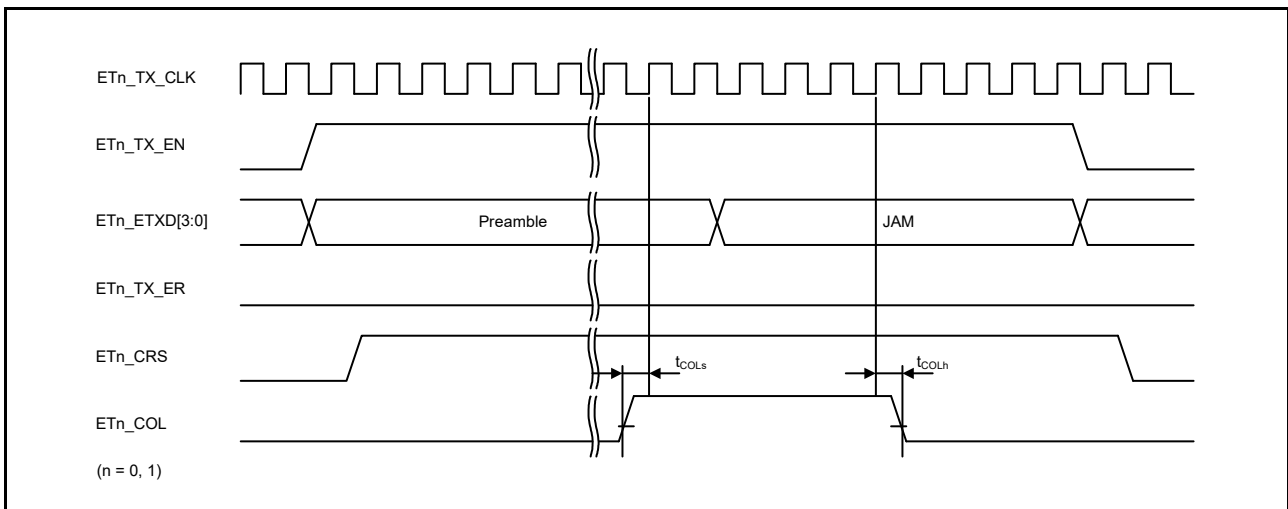 ETn_TX_CLK
ETn_TX_EN
ETn_ETXD[3:0]
Preamble
JAM
ETn_TX_ER
ETn_CRS
tCOLs
tCOLh
ETn_COL
(n = 0, 1)